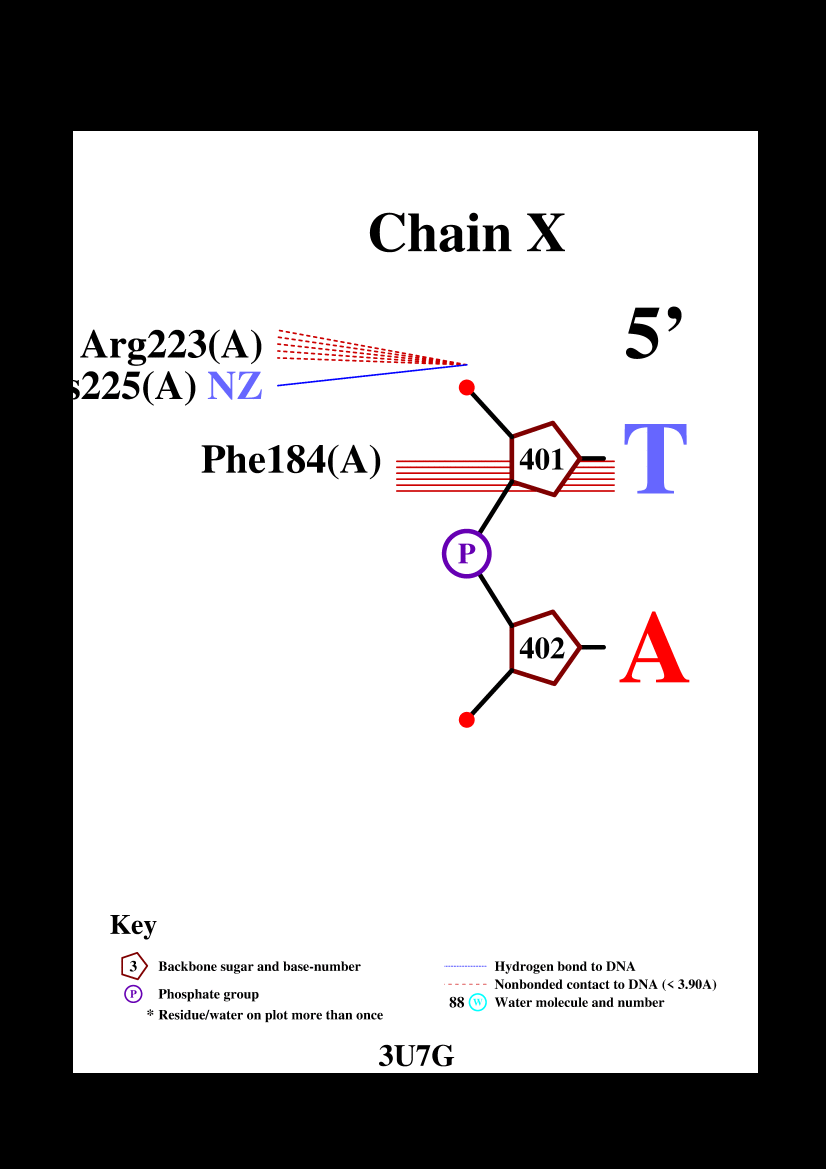 Chain X
5’
Arg223(A)
s225(A) NZ
T
401
Phe184(A)
P
A
402
Key
3 Backbone sugar and base-number
P Phosphate group
* Residue/water on plot more than once
Hydrogen bond to DNA
Nonbonded contact to DNA (< 3.90A)
88 W Water molecule and number
3U7G